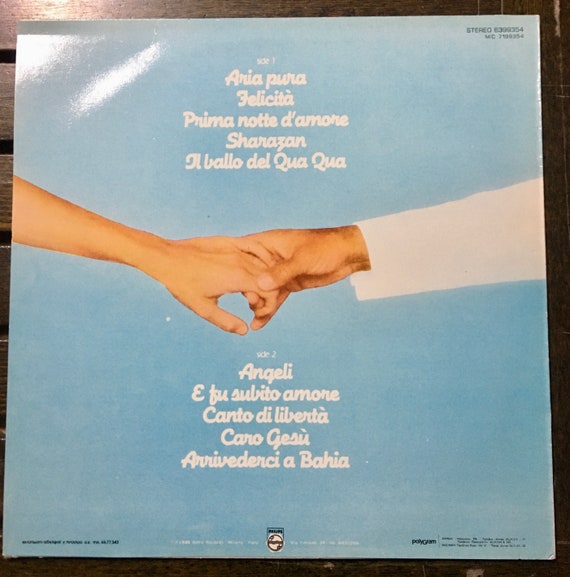 STEREO 6399354
MC 7199354
side 1
Aria pura
Felicità
Prima notte d'amore
Sharazan
Il ballo del Qua Qua
side 2
Angeli
E fu subito amore
Canto di libertà
Caro Gesù
Arrivederci a Bahia
PHILIPS
polygram